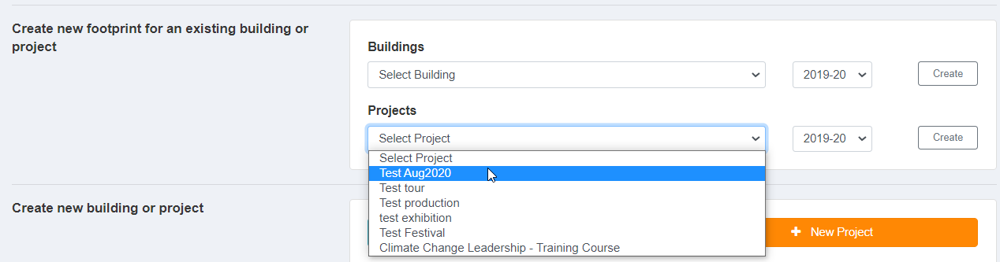 Create new footprint for an existing building or
project
Buildings
Select Building
2019-20
Create
Projects
Select Project
2019-20
Create
Select Project
Test Aug2020
Test tour
Test production
test exhibition
Test Festival
Climate Change Leadership - Training Course
Create new building or project
+ New Project